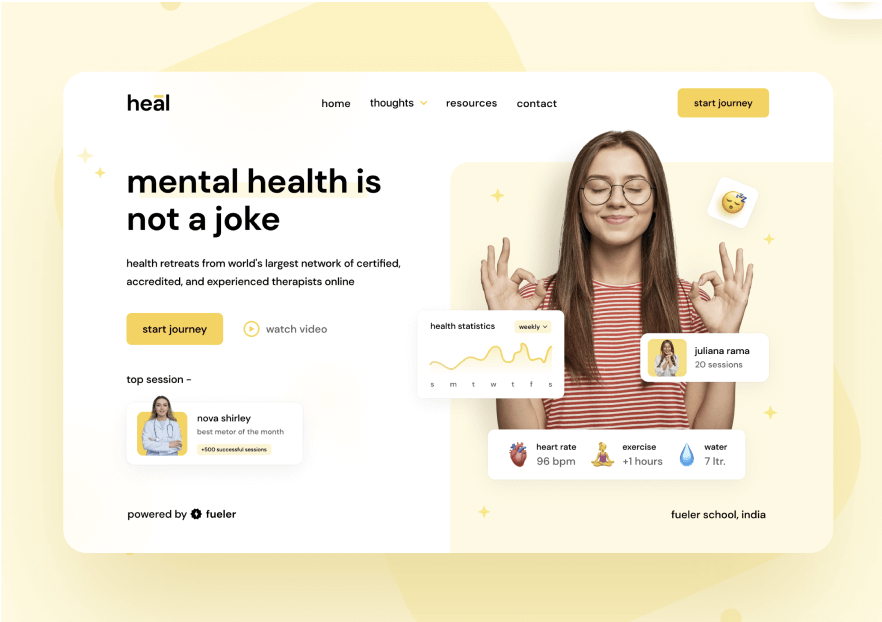 heal
home
thoughts
resources
contact
start journey
mental health is
not a joke
health retreats from world's largest network of certified,
accredited, and experienced therapists online
start journey
watch video
top session -
nova shirley
best metor of the month
+500 successful sessions
powered by fueler
health statistics
weekly
s m t w t f s
juliana rama
20 sessions
heart rate
96 bpm
exercise
+1 hours
water
7 ltr.
fueler school, india